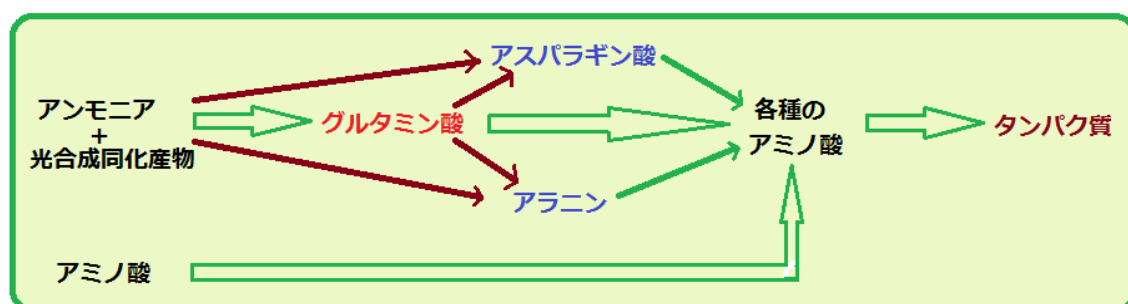 アスパラギン酸
アンモニア
+
光合成同化産物
グルタミン酸
各種の
アミノ酸
タンパク質
アラニン
アミノ酸